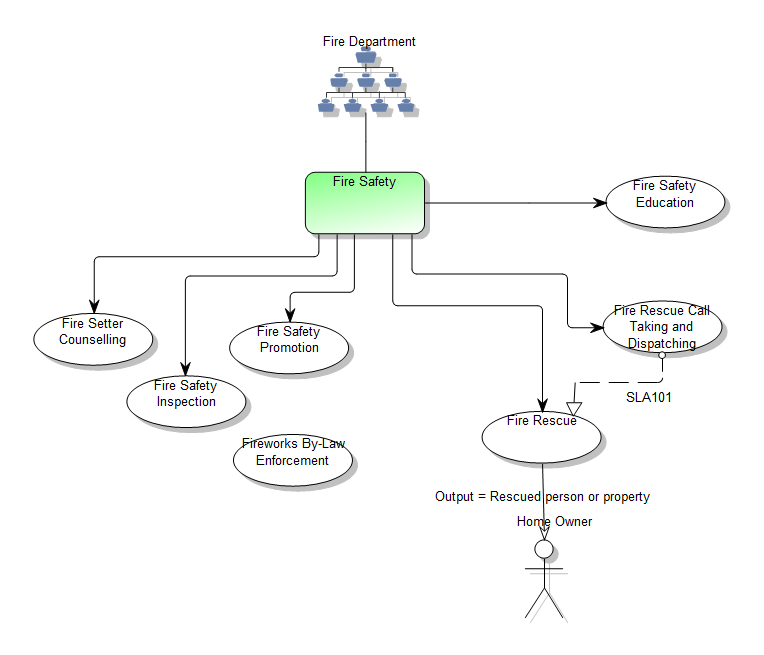 Fire Department
Fire Safety
Fire Safety
Education
Fire Setter
Counselling
Fire Safety
Promotion
Fire Rescue Call
Taking and
Dispatching
Fire Safety
Inspection
SLA101
Fire Rescue
Fireworks By-Law
Enforcement
Output = Rescued person or property
Home Owner